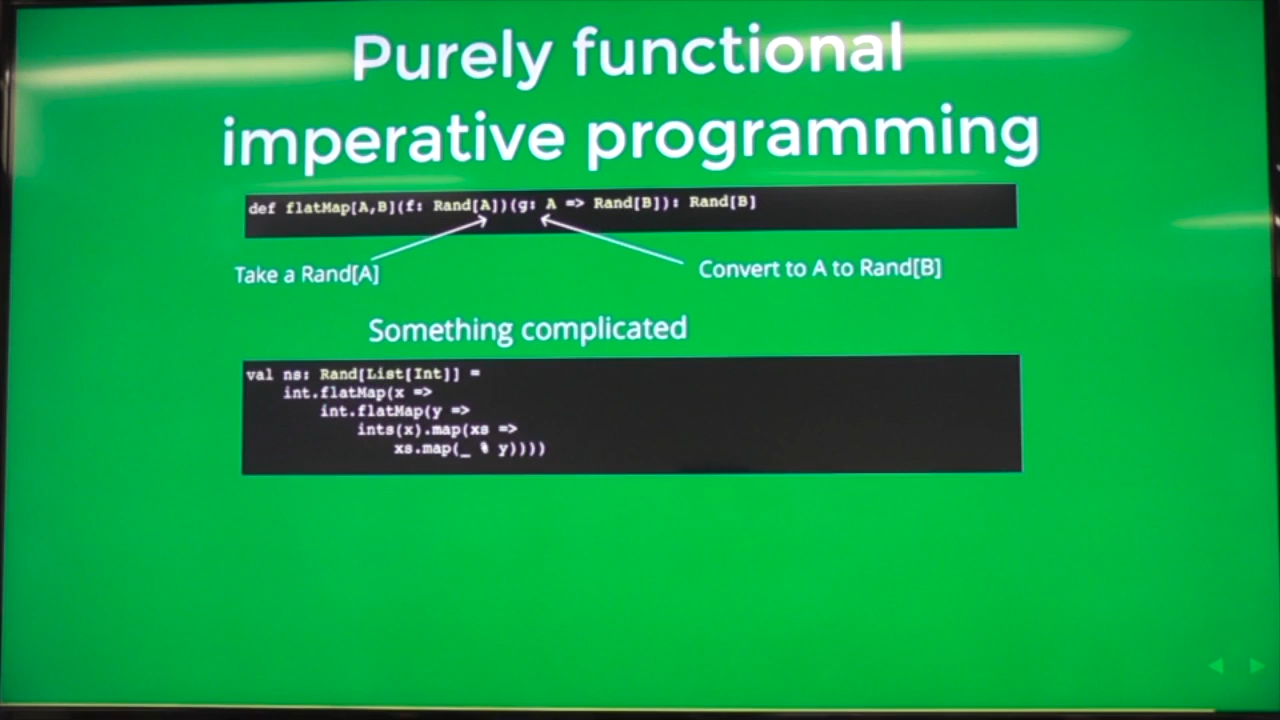 Purely functional
imperative programming
def flatMap[A,B](f: Rand[A])(g: A => Rand[B]): Rand[B]
Take a Rand[A]
Convert to A to Rand[B]
Something complicated
val ns: Rand[List[Int]] =
    int.flatMap(x =>
        int.flatMap(y =>
            ints(x).map(xs =>
                xs.map(_ % y))))